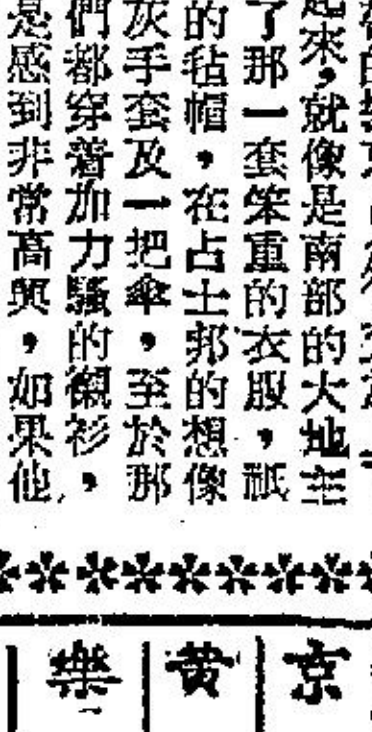 起來，就像是南部的大地主
了那一套笨重的衣服，祇
的毡帽，在占士邦的想像
灰手套及一把傘，至於那
們都穿着加力騷的襯衫，
是感到非常高興，如果他
京
黄
樂